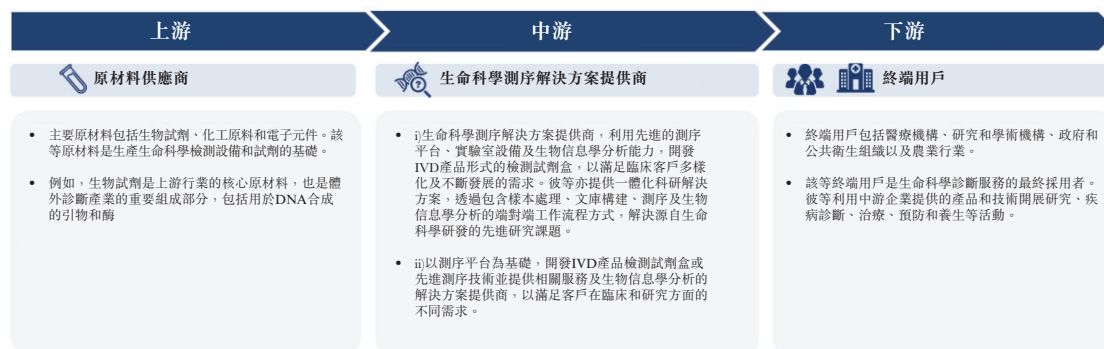 上游
中游
下游
原材料供應商
生命科學測序解決方案提供商
終端用戶
• 主要原材料包括生物試劑、化工原料和電子元件。該
等原材料是生產生命科學檢測設備和試劑的基礎。
• 例如，生物試劑是上游行業的核心原材料，也是體
外診斷產業的重要組成部分，包括用於DNA合成
的引物和酶
• i)生命科學測序解決方案提供商，利用先進的測序
平台、實驗室設備及生物信息學分析能力，開發
IVD產品形式的檢測試劑盒，以滿足臨床客戶多樣
化及不斷發展的需求。彼等亦提供一體化科研解決
方案，透過包含樣本處理、文庫構建、測序及生物
信息學分析的端對端工作流程方式，解決源自生命
科學研發的先進研究課題。
• ii)以測序平台為基礎，開發IVD產品檢測試劑盒或
先進測序技術並提供相關服務及生物信息學分析的
解決方案提供商，以滿足客戶在臨床和研究方面的
不同需求。
• 終端用戶包括醫療機構、研究和學術機構、政府和
公共衛生組織以及農業行業。
• 該等終端用戶是生命科學診斷服務的最終採用者。
彼等利用中游企業提供的產品和技術開展研究、疾
病診斷、治療、預防和養生等活動。